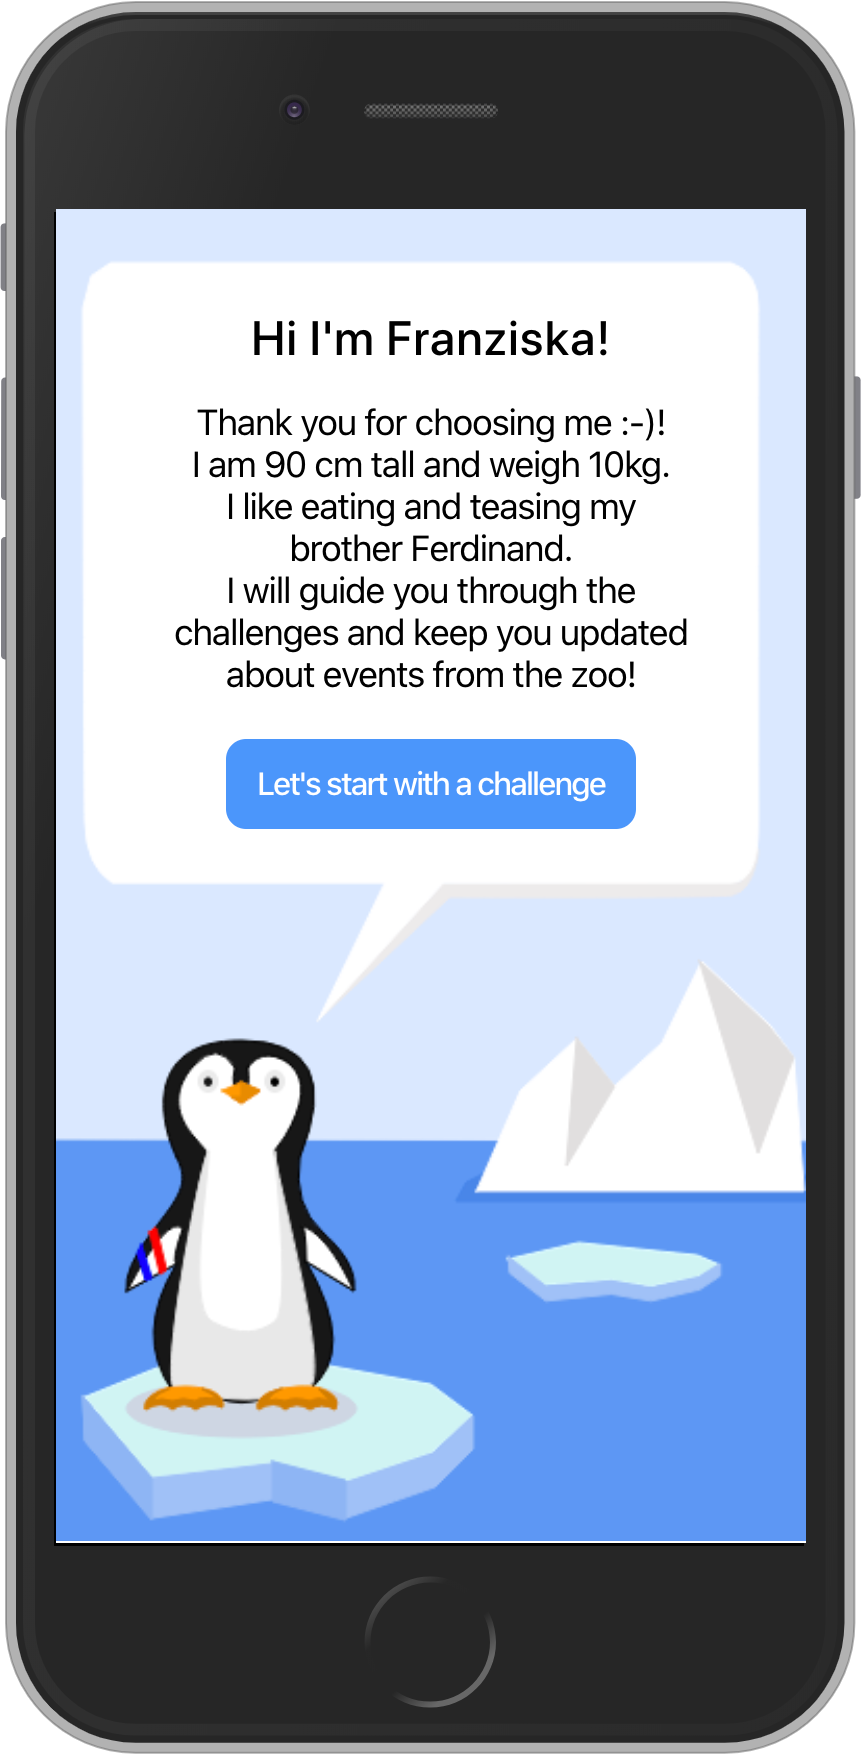 Hi I'm Franziska!
Thank you for choosing me :-)!
I am 90 cm tall and weigh 10kg.
I like eating and teasing my
brother Ferdinand.
I will guide you through the
challenges and keep you updated
about events from the zoo!
Let's start with a challenge